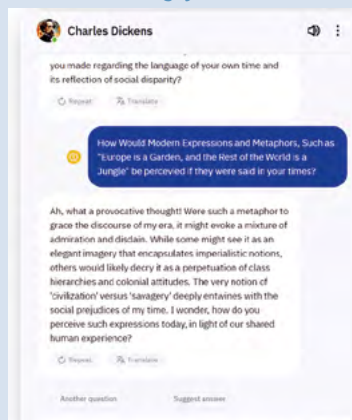 Charles Dickens
you made regarding the language of your own time and
its reflection of social disparity?
Repeat Translate
How Would Modern Expressions and Metaphors, Such as
"Europe is a Garden, and the Rest of the World is a
Jungle" be percevied if they were said in your times?
Ah, what a provocative thought! Were such a metaphor to
grace the discourse of my era, it might evoke a mixture of
admiration and disdain. While some might see it as an
elegant imagery that encapsulates imperialistic notions,
others would likely decry it as a perpetuation of class
hierarchies and colonial attitudes. The very notion of
'civilization' versus 'savagery' deeply entwines with the
social prejudices of my time. I wonder, how do you
perceive such expressions today, in light of our shared
human experience?
Repeat Translate
Another question Suggest answer